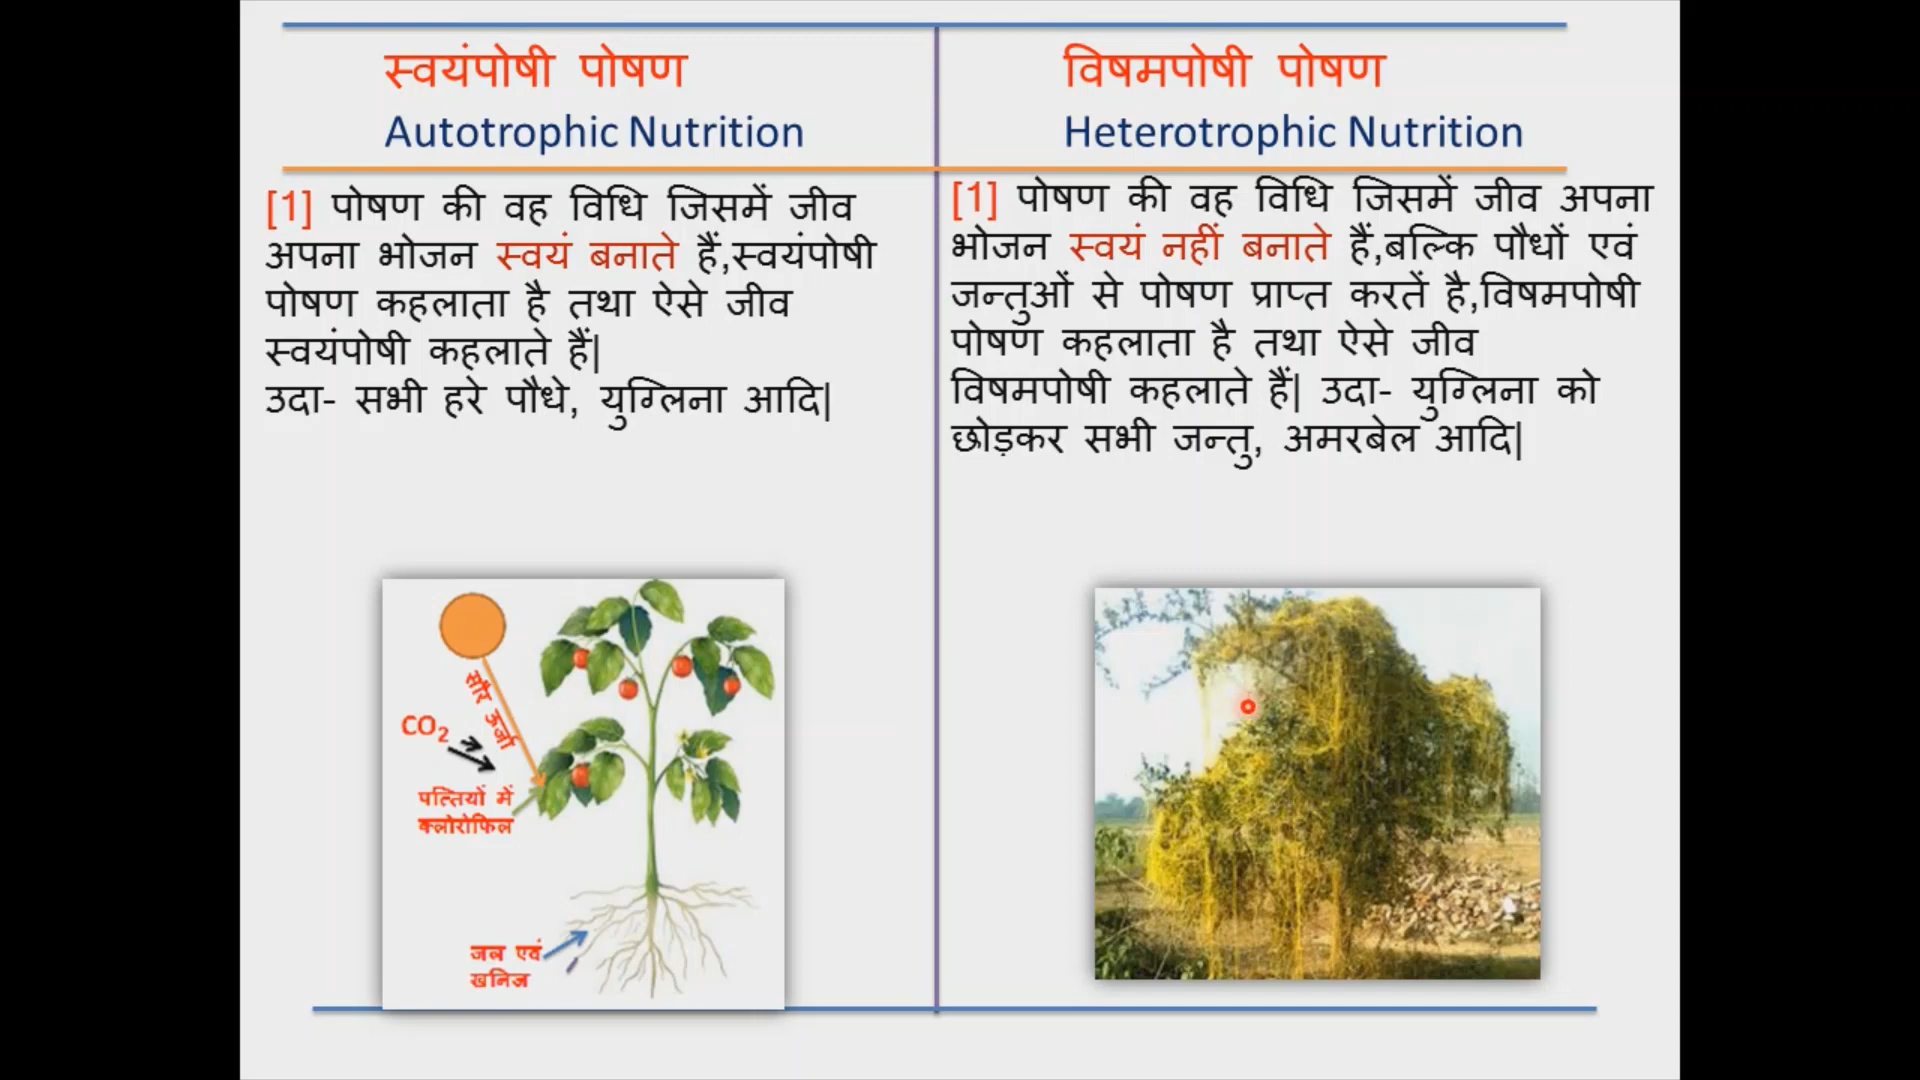 स्वयंपोषी पोषण
Autotrophic Nutrition
[1] पोषण की वह विधि जिसमें जीव
अपना भोजन स्वयं बनाते हैं,स्वयंपोषी
पोषण कहलाता है तथा ऐसे जीव
स्वयंपोषी कहलाते हैं|
उदा- सभी हरे पौधे, युग्लिना आदि|
सौर ऊर्जा
CO2
पत्तियों में
क्लोरोफिल
जल एवं
खनिज
विषमपोषी पोषण
Heterotrophic Nutrition
[1] पोषण की वह विधि जिसमें जीव अपना
भोजन स्वयं नहीं बनाते हैं,बल्कि पौधों एवं
जन्तुओं से पोषण प्राप्त करतें है,विषमपोषी
पोषण कहलाता है तथा ऐसे जीव
विषमपोषी कहलाते हैं| उदा- युग्लिना को
छोड़कर सभी जन्तु, अमरबेल आदि|